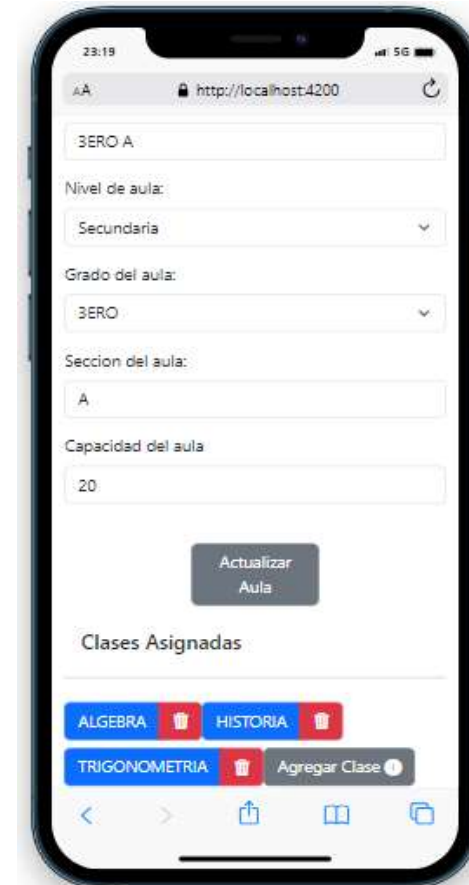 23:19 5G
AA http://localhost:4200
3ERO A
Nivel de aula:
Secundaria
Grado del aula:
3ERO
Seccion del aula:
A
Capacidad del aula
20
Actualizar
Aula
Clases Asignadas
ALGEBRA HISTORIA
TRIGONOMETRIA Agregar Clase